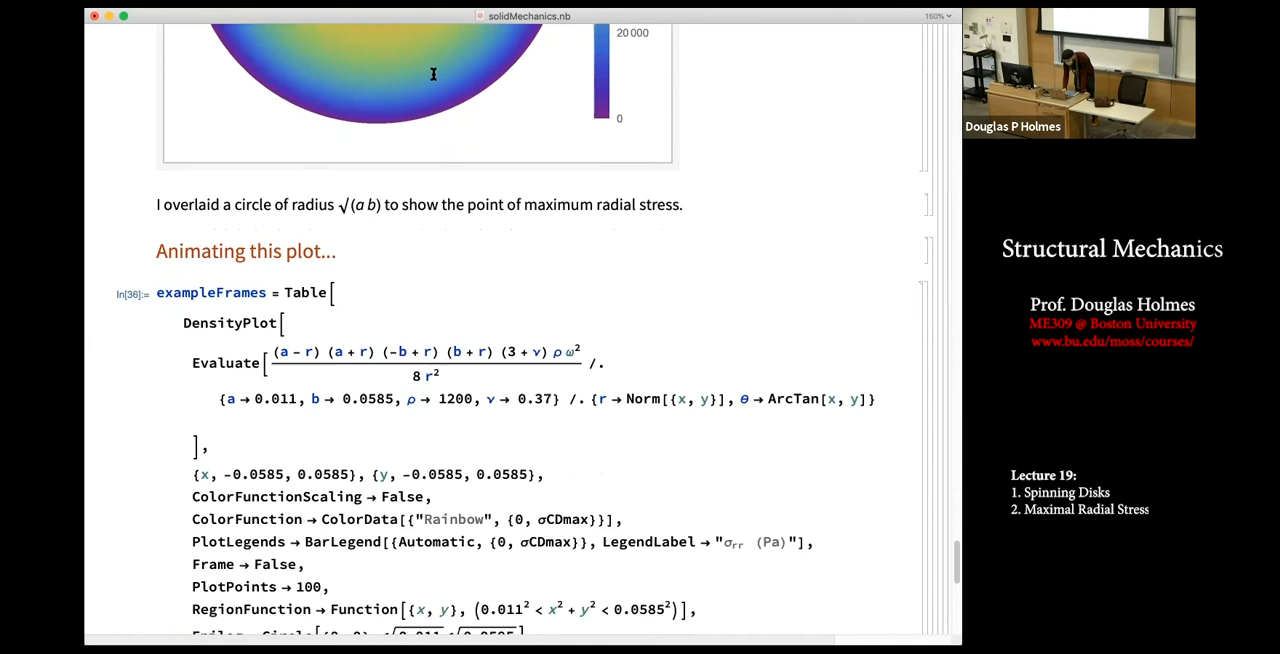 solidMechanics.nb
150%
20 000
0
I overlaid a circle of radius √(a b) to show the point of maximum radial stress.
Animating this plot...
In[36]:= exampleFrames = Table[
DensityPlot[
Evaluate[ (a - r) (a + r) (-b + r) (b + r) (3 + ν) ρ ω² / 8 r² /.
{a → 0.011, b → 0.0585, ρ → 1200, ν → 0.37} /. {r → Norm[{x, y}], θ → ArcTan[x, y]}
],
{x, -0.0585, 0.0585}, {y, -0.0585, 0.0585},
ColorFunctionScaling → False,
ColorFunction → ColorData[{"Rainbow", {0, σCDmax}}],
PlotLegends → BarLegend[{Automatic, {0, σCDmax}}, LegendLabel → "σrr (Pa)"],
Frame → False,
PlotPoints → 100,
RegionFunction → Function[{x, y}, (0.011² < x² + y² < 0.0585²)],
Douglas P Holmes
Structural Mechanics
Prof. Douglas Holmes
ME309 @ Boston University
www.bu.edu/moss/courses/
Lecture 19:
1. Spinning Disks
2. Maximal Radial Stress